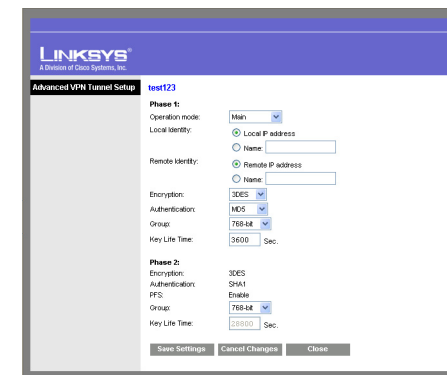 LINKSYS®
A Division of Cisco Systems, Inc.
Advanced VPN Tunnel Setup
test123
Phase 1:
Operation mode: Main
Local Identity: Local IP address
Name:
Remote Identity: Remote IP address
Name:
Encryption: 3DES
Authentication: MD5
Group: 768-bit
Key Life Time: 3600 Sec.
Phase 2:
Encryption: 3DES
Authentication: SHA1
PFS: Enable
Group: 768-bit
Key Life Time: 28800 Sec.
Save Settings Cancel Changes Close